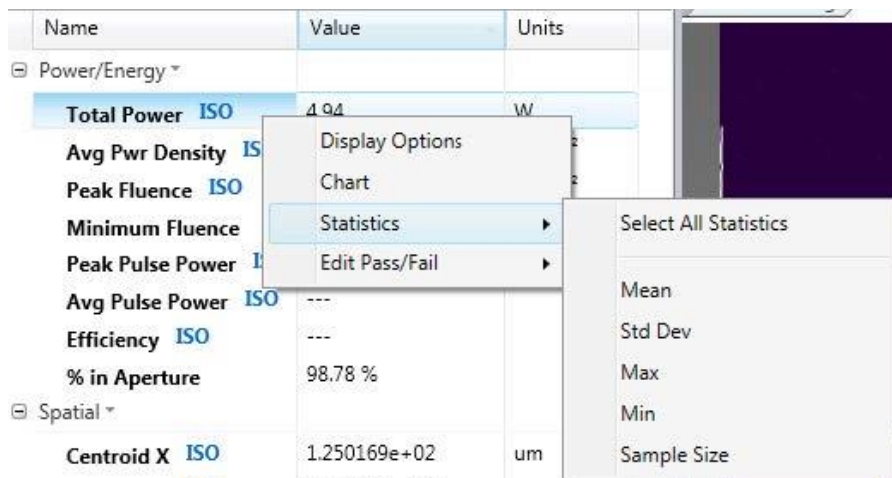 Name Value Units
Power/Energy
Total Power ISO 4.94 W
Display Options
Avg Pwr Density
Chart
Peak Fluence ISO
Statistics Select All Statistics
Minimum Fluence
Edit Pass/Fail
Peak Pulse Power
Mean
Avg Pulse Power ISO ---
Std Dev
Efficiency ISO ---
Max
% in Aperture 98.78 %
Min
Spatial
Centroid X ISO 1.250169e+02 um
Sample Size